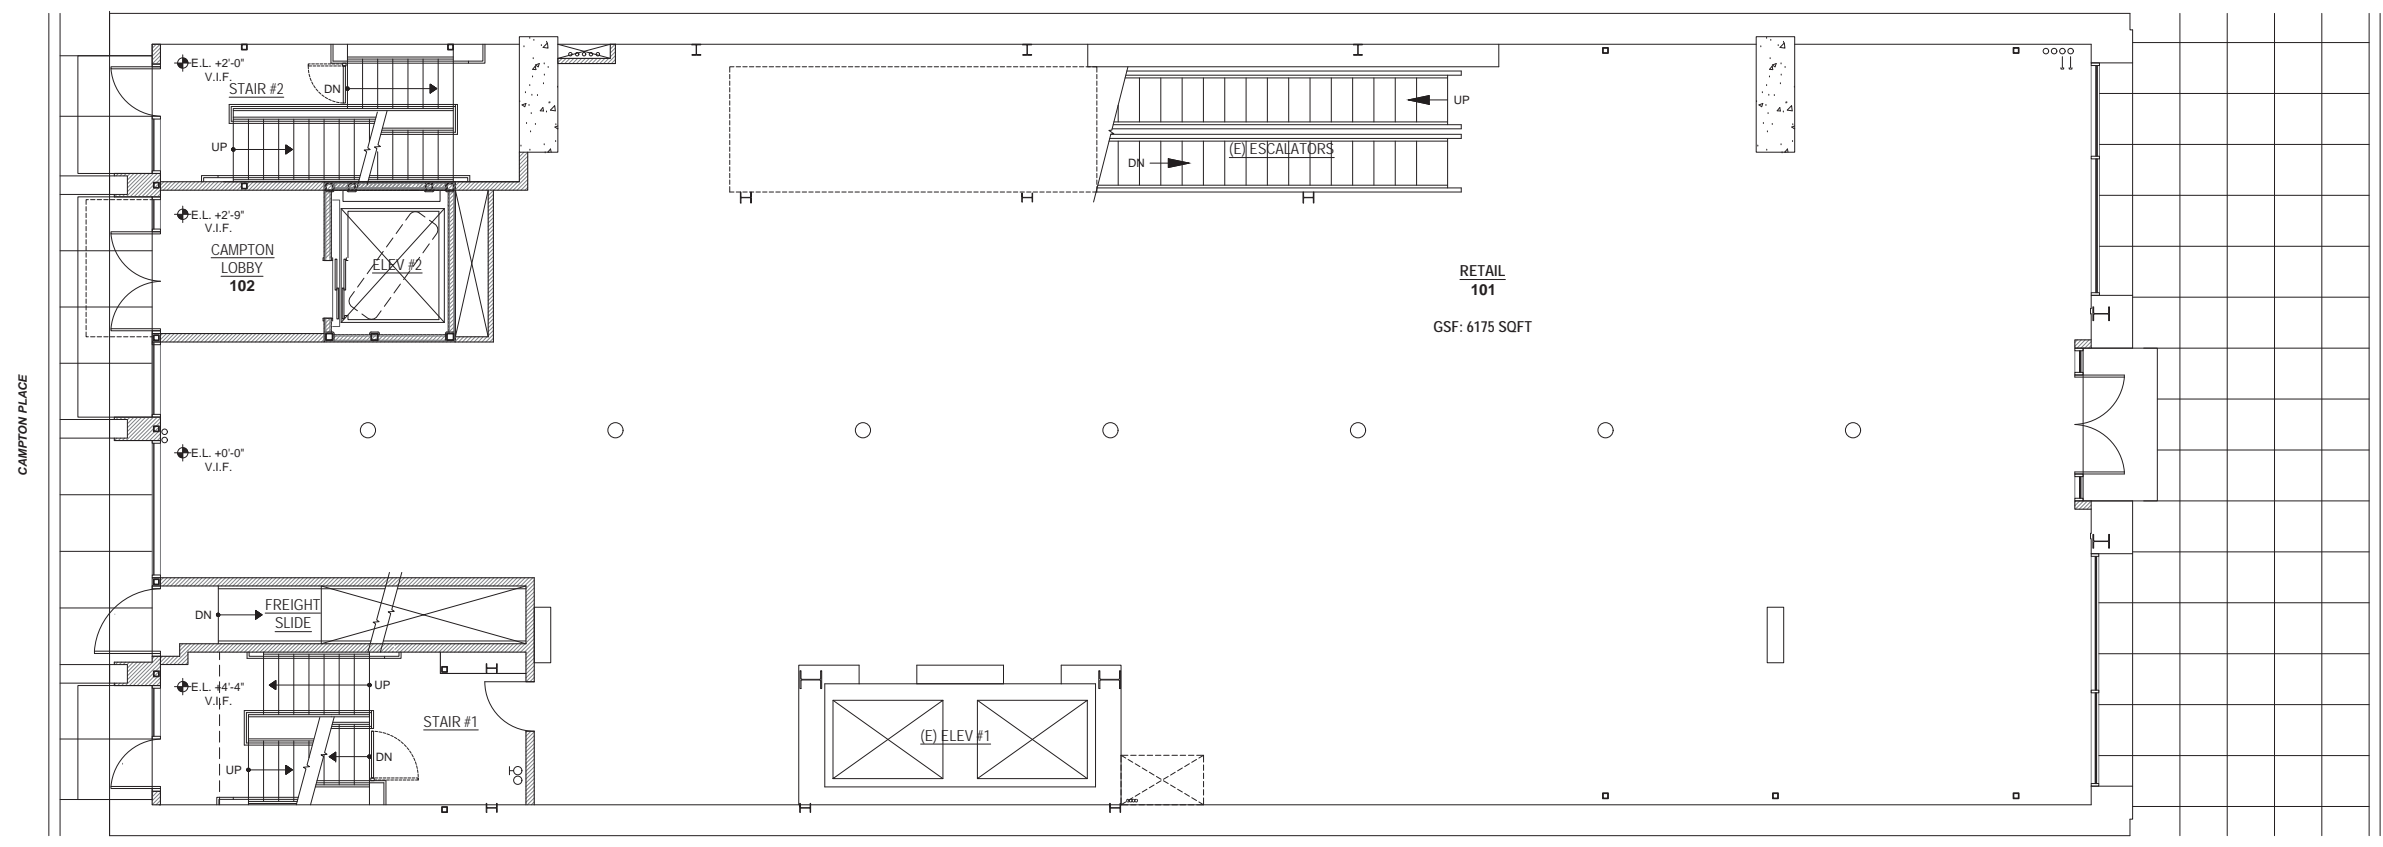 E.L. +2'-0"
V.I.F.
STAIR #2
DN
UP
UP
DN
(E) ESCALATORS
E.L. +2'-9"
V.I.F.
CAMPTON
LOBBY
102
ELEV #2
RETAIL
101
GSF: 6175 SQFT
CAMPTON PLACE
E.L. +0'-0"
V.I.F.
DN
FREIGHT
SLIDE
E.L. +4'-4"
V.I.F.
UP
STAIR #1
DN
UP
(E) ELEV #1